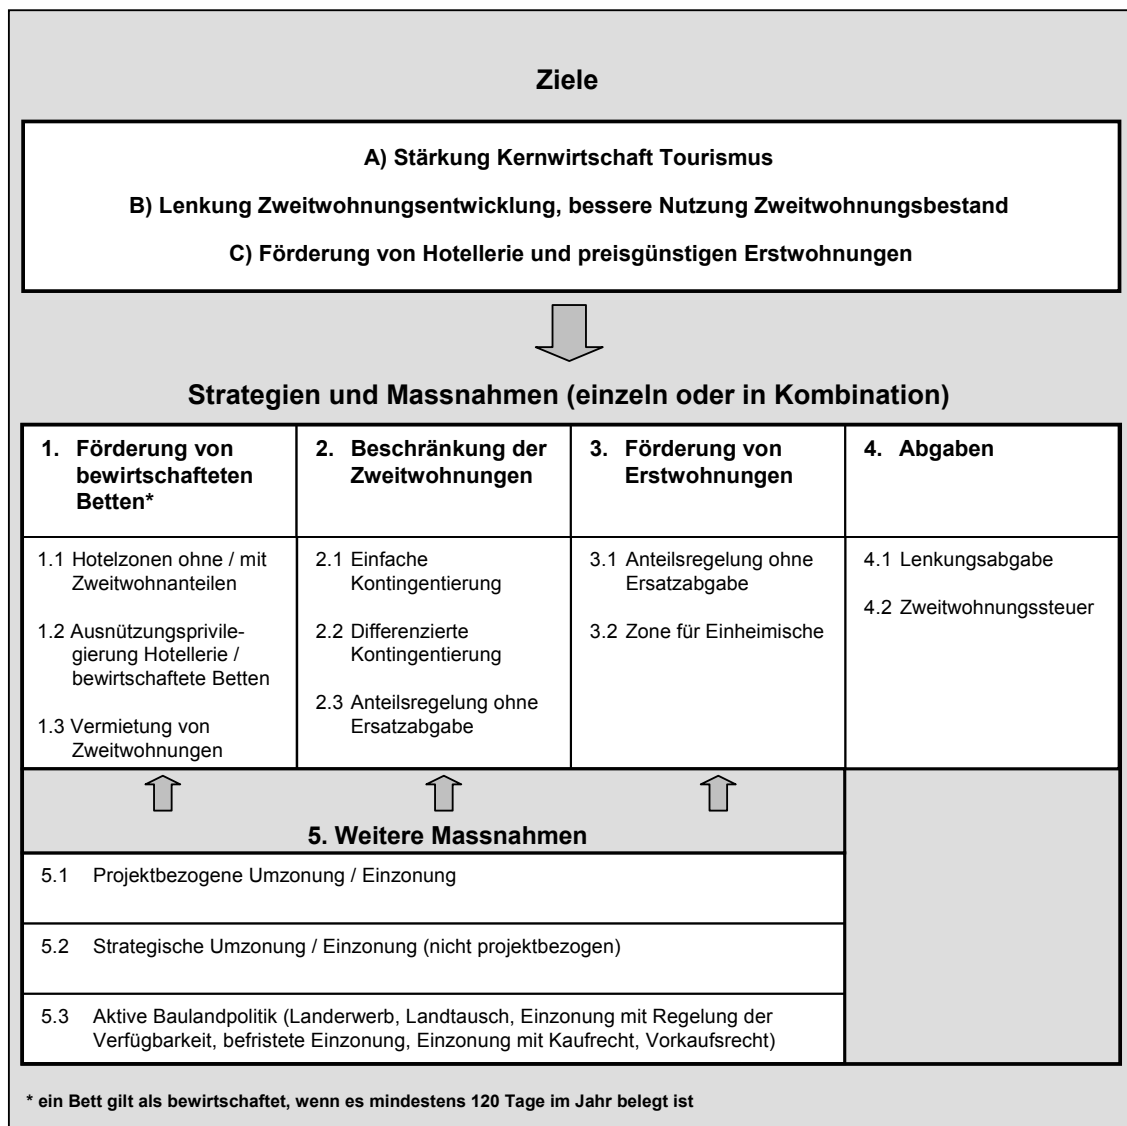 Ziele
A) Stärkung Kernwirtschaft Tourismus
B) Lenkung Zweitwohnungsentwicklung, bessere Nutzung Zweitwohnungsbestand
C) Förderung von Hotellerie und preisgünstigen Erstwohnungen
Strategien und Massnahmen (einzeln oder in Kombination)
1. Förderung von
bewirtschafteten
Betten*
2. Beschränkung der
Zweitwohnungen
3. Förderung von
Erstwohnungen
4. Abgaben
1.1 Hotelzonen ohne / mit
Zweitwohnanteilen
1.2 Ausnützungsprivile-
gierung Hotellerie /
bewirtschaftete Betten
1.3 Vermietung von
Zweitwohnungen
2.1 Einfache
Kontingentierung
2.2 Differenzierte
Kontingentierung
2.3 Anteilsregelung ohne
Ersatzabgabe
3.1 Anteilsregelung ohne
Ersatzabgabe
3.2 Zone für Einheimische
4.1 Lenkungsabgabe
4.2 Zweitwohnungssteuer
5. Weitere Massnahmen
5.1 Projektbezogene Umzonung / Einzonung
5.2 Strategische Umzonung / Einzonung (nicht projektbezogen)
5.3 Aktive Baulandpolitik (Landerwerb, Landtausch, Einzonung mit Regelung der
Verfügbarkeit, befristete Einzonung, Einzonung mit Kaufrecht, Vorkaufsrecht)
* ein Bett gilt als bewirtschaftet, wenn es mindestens 120 Tage im Jahr belegt ist